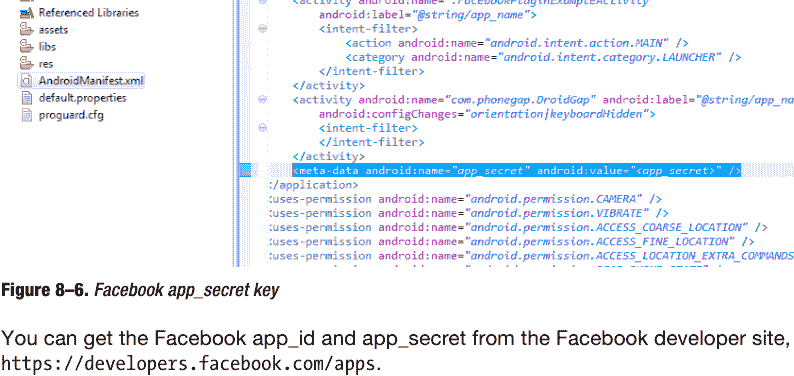 Referenced Libraries
assets
libs
res
AndroidManifest.xml
default.properties
proguard.cfg
<activity android:name=".FacebookPluginExampleActivity"
android:label="@string/app_name">
<intent-filter>
<action android:name="android.intent.action.MAIN" />
<category android:name="android.intent.category.LAUNCHER" />
</intent-filter>
</activity>
<activity android:name="com.phonegap.DroidGap" android:label="@string/app_na
android:configChanges="orientation|keyboardHidden">
<intent-filter>
</intent-filter>
</activity>
<meta-data android:name="app_secret" android:value="<app_secret>" />
/application>
uses-permission android:name="android.permission.CAMERA" />
uses-permission android:name="android.permission.VIBRATE" />
uses-permission android:name="android.permission.ACCESS_COARSE_LOCATION" />
uses-permission android:name="android.permission.ACCESS_FINE_LOCATION" />
uses-permission android:name="android.permission.ACCESS_LOCATION_EXTRA_COMMANDS
Figure 8–6. Facebook app_secret key
You can get the Facebook app_id and app_secret from the Facebook developer site,
https://developers.facebook.com/apps.